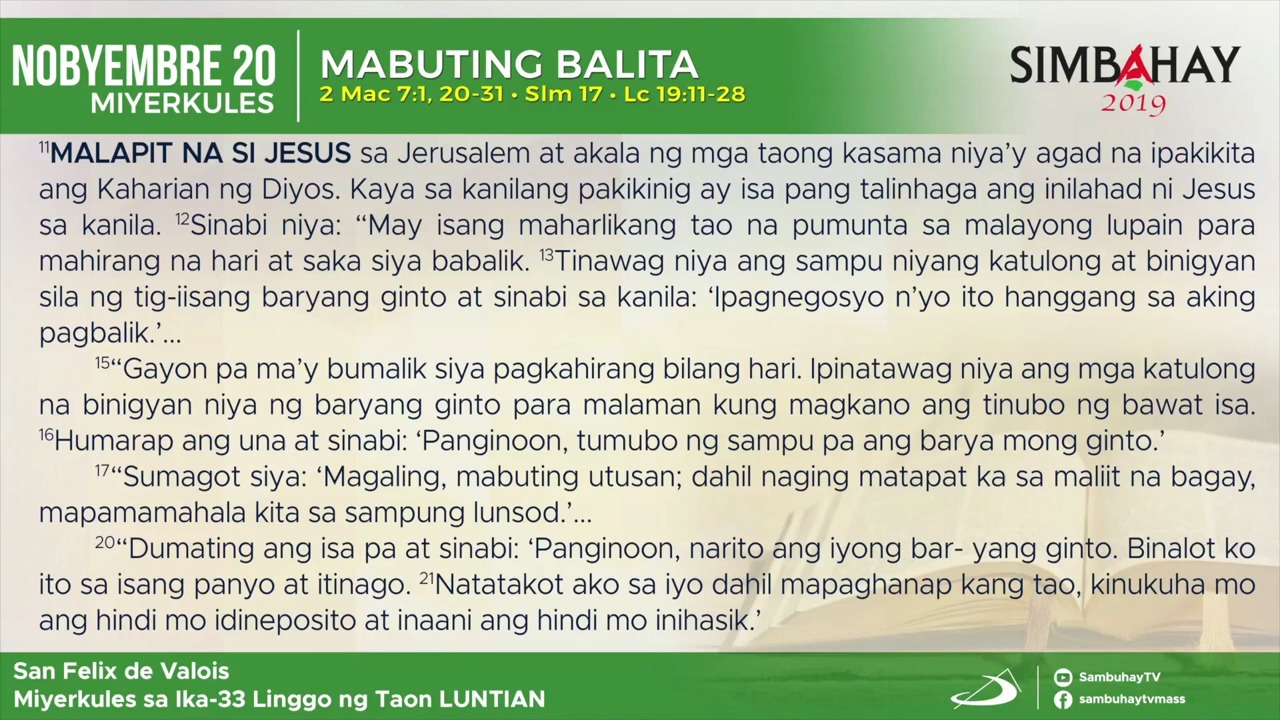 NOBYEMBRE 20
MIYERKULES
MABUTING BALITA
2 Mac 7:1, 20-31 • Slm 17 • Lc 19:11-28
SIMBAHAY
2019
11MALAPIT NA SI JESUS sa Jerusalem at akala ng mga taong kasama niya’y agad na ipakikita
ang Kaharian ng Diyos. Kaya sa kanilang pakikinig ay isa pang talinhaga ang inilahad ni Jesus
sa kanila. 12Sinabi niya: “May isang maharlikang tao na pumunta sa malayong lupain para
mahirang na hari at saka siya babalik. 13Tinawag niya ang sampu niyang katulong at binigyan
sila ng tig-iisang baryang ginto at sinabi sa kanila: ‘Ipagnegosyo n’yo ito hanggang sa aking
pagbalik.’...
15“Gayon pa ma’y bumalik siya pagkahirang bilang hari. Ipinatawag niya ang mga katulong
na binigyan niya ng baryang ginto para malaman kung magkano ang tinubo ng bawat isa.
16Humarap ang una at sinabi: ‘Panginoon, tumubo ng sampu pa ang barya mong ginto.’
17“Sumagot siya: ‘Magaling, mabuting utusan; dahil naging matapat ka sa maliit na bagay,
mapamamahala kita sa sampung lunsod.’...
20“Dumating ang isa pa at sinabi: ‘Panginoon, narito ang iyong bar- yang ginto. Binalot ko
ito sa isang panyo at itinago. 21Natatakot ako sa iyo dahil mapaghanap kang tao, kinukuha mo
ang hindi mo idineposito at inaani ang hindi mo inihasik.’
San Felix de Valois
Miyerkules sa Ika-33 Linggo ng Taon LUNTIAN
SambuhayTV
sambuhaytvmass